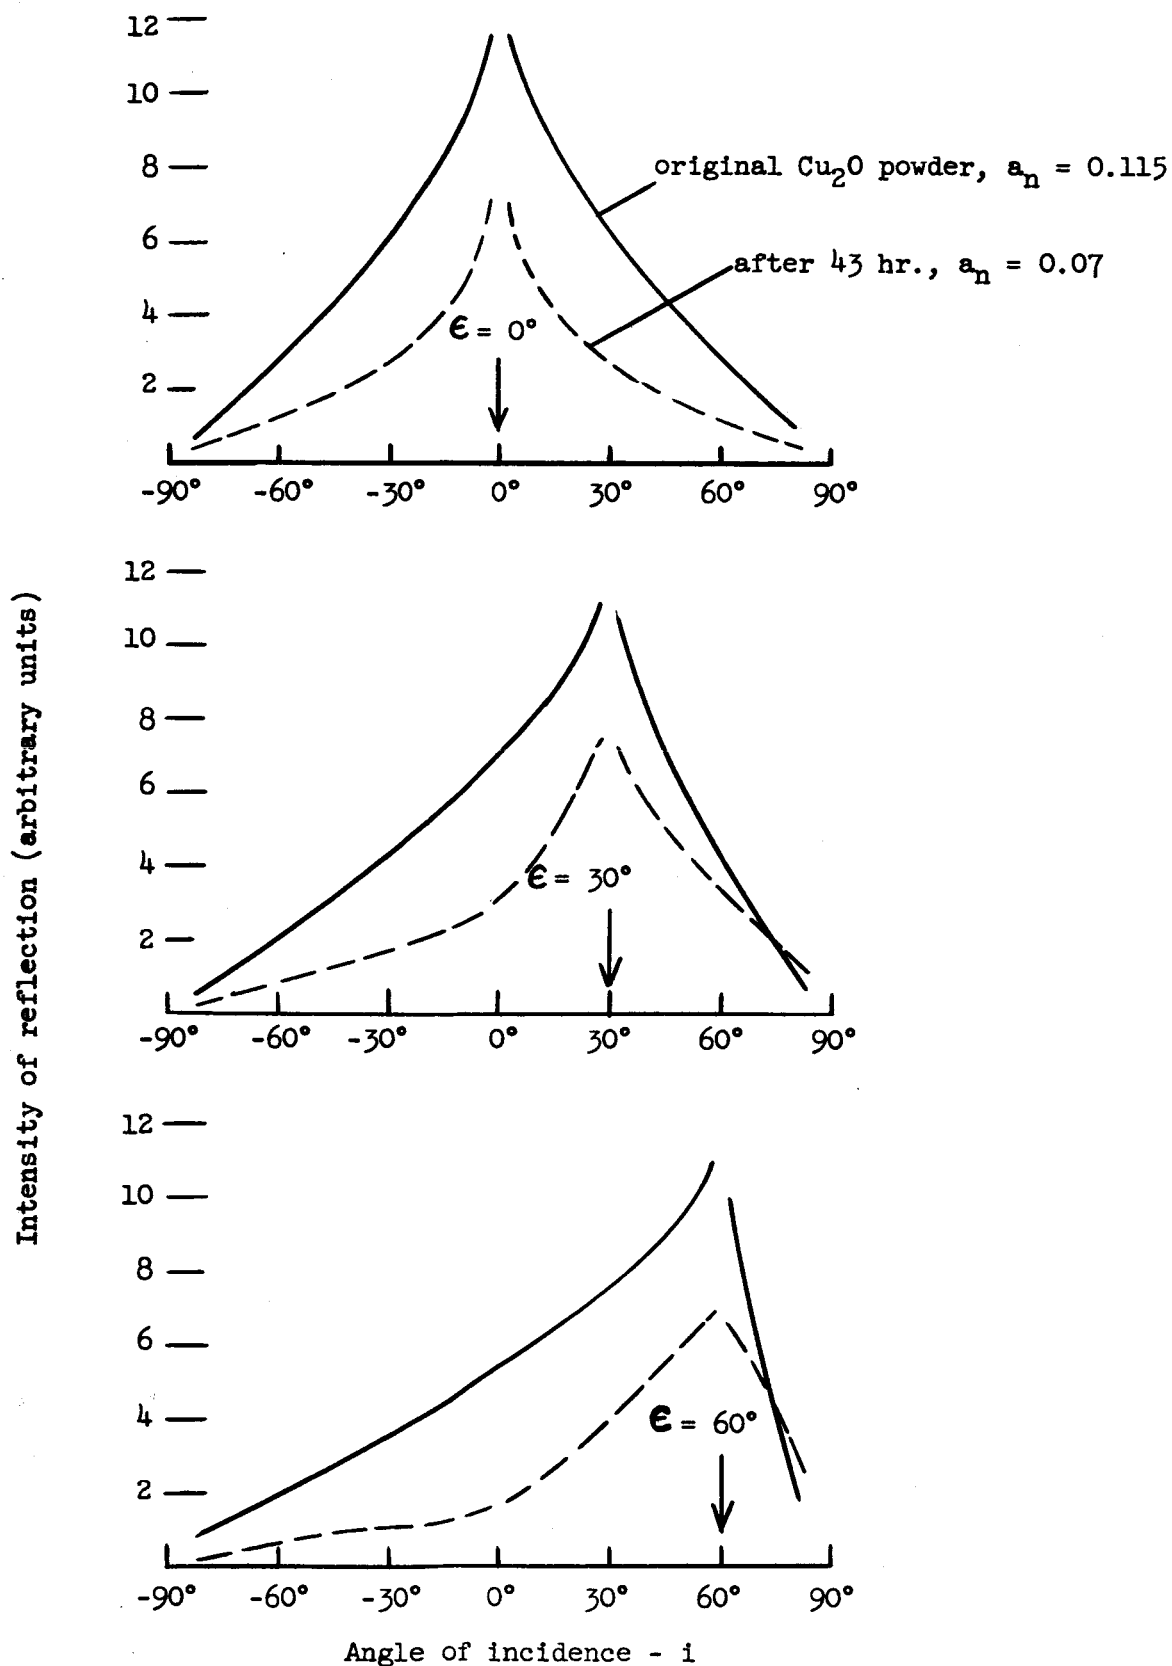 Intensity of reflection (arbitrary units)
12
10
8
6
4
2
original Cu₂O powder, aₙ = 0.115
after 43 hr., aₙ = 0.07
ϵ = 0°
-90° -60° -30° 0° 30° 60° 90°
12
10
8
6
4
2
ϵ = 30°
-90° -60° -30° 0° 30° 60° 90°
12
10
8
6
4
2
ϵ = 60°
-90° -60° -30° 0° 30° 60° 90°
Angle of incidence - i